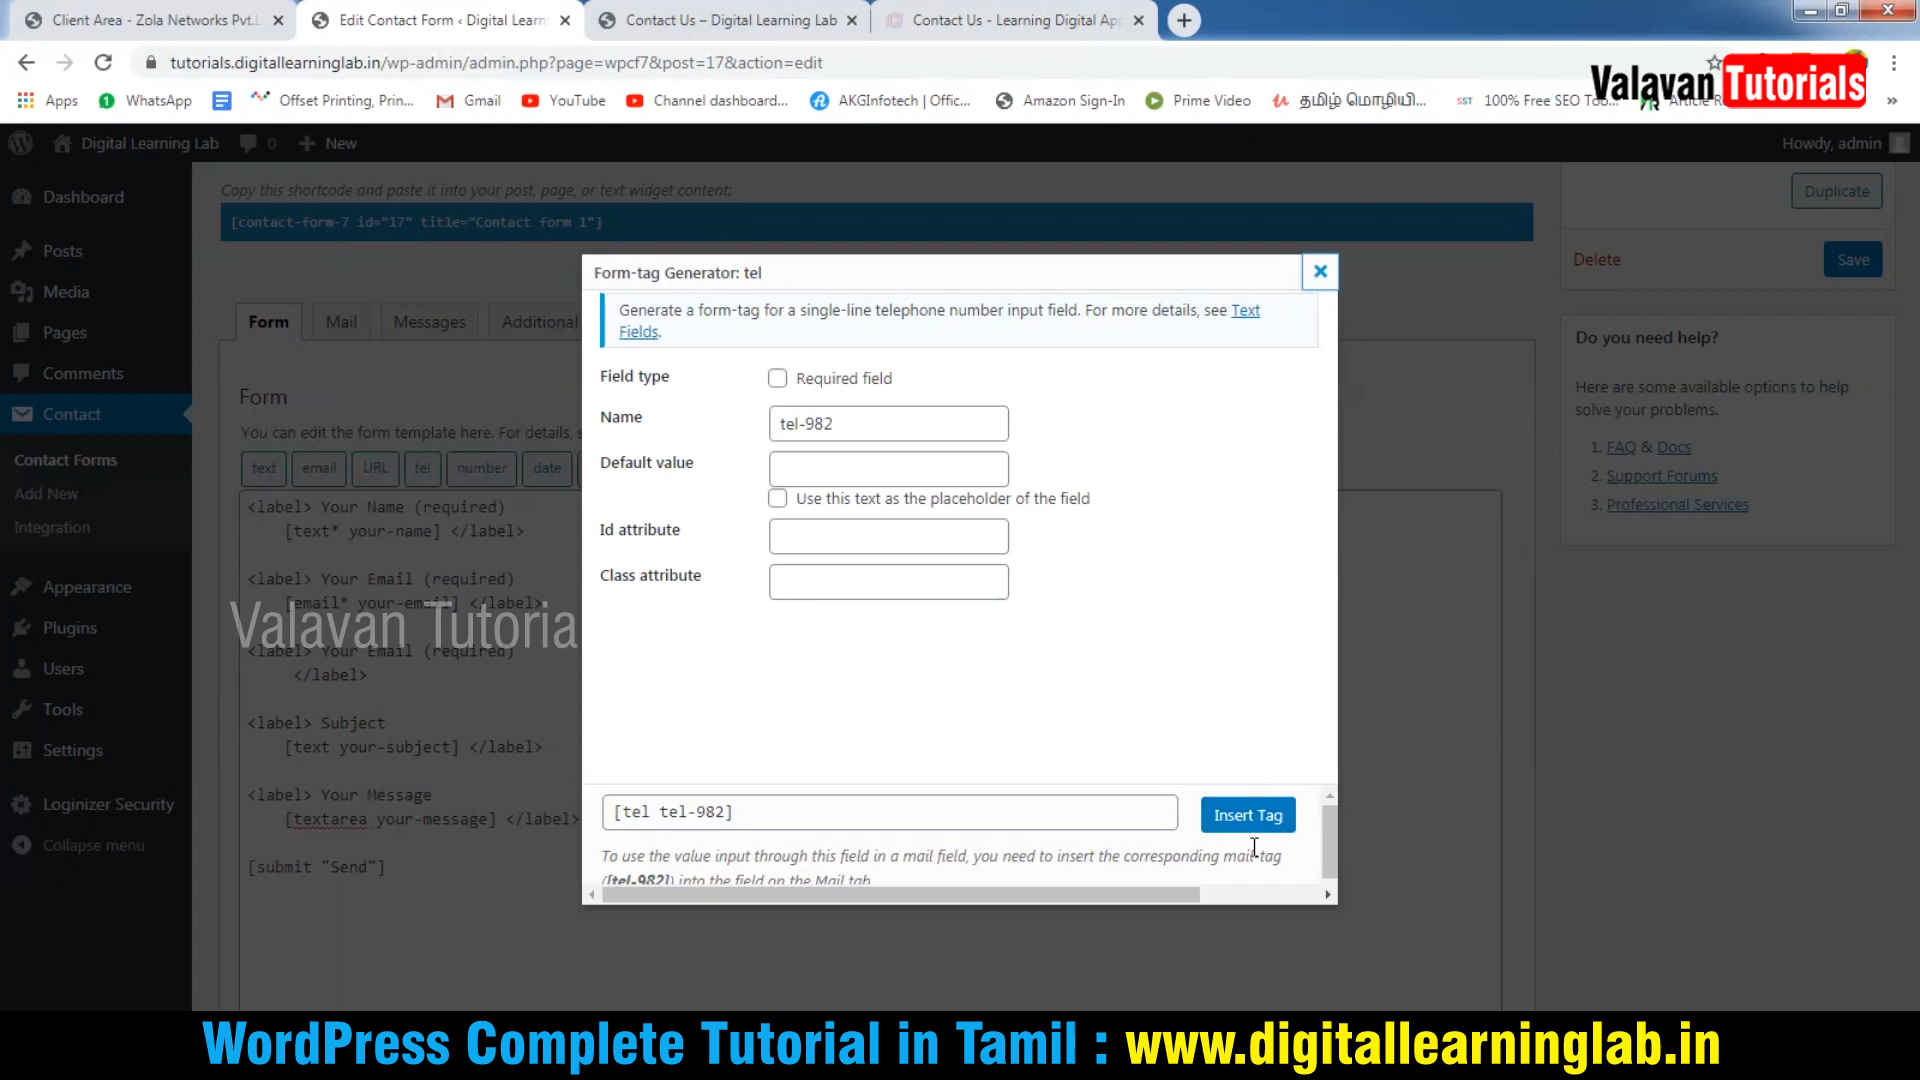 Client Area - Zola Networks Pvt.
Edit Contact Form ‹ Digital Learn
Contact Us – Digital Learning Lab
Contact Us - Learning Digital Ap
tutorials.digitallearninglab.in/wp-admin/admin.php?page=wpcf7&post=17&action=edit
Valavan Tutorials
Apps
WhatsApp
Offset Printing, Prin...
Gmail
YouTube
Channel dashboard...
AKGInfotech | Offic...
Amazon Sign-In
Prime Video
தமிழ் மொழியி...
SST 100% Free SEO Too...
Digital Learning Lab
0
New
Howdy, admin
Dashboard
Posts
Media
Pages
Comments
Contact
Contact Forms
Add New
Integration
Appearance
Plugins
Users
Tools
Settings
Loginizer Security
Collapse menu
Copy this shortcode and paste it into your post, page, or text widget content:
[contact-form-7 id="17" title="Contact form 1"]
Form
Mail
Messages
Additional
Form
You can edit the form template here. For details,
text
email
URL
tel
number
date
<label> Your Name (required)
[text* your-name] </label>
<label> Your Email (required)
[email* your-email] </label>
Valavan Tutoria
<label> Your Email (required)
</label>
<label> Subject
[text your-subject] </label>
<label> Your Message
[textarea your-message] </label>
[submit "Send"]
Form-tag Generator: tel
Generate a form-tag for a single-line telephone number input field. For more details, see Text
Fields.
Field type
Required field
Name
tel-982
Default value
Use this text as the placeholder of the field
Id attribute
Class attribute
[tel tel-982]
Insert Tag
To use the value input through this field in a mail field, you need to insert the corresponding mail-tag
([tel-982]) into the field on the Mail tab.
Duplicate
Delete
Save
Do you need help?
Here are some available options to help
solve your problems.
1. FAQ & Docs
2. Support Forums
3. Professional Services
WordPress Complete Tutorial in Tamil : www.digitallearninglab.in